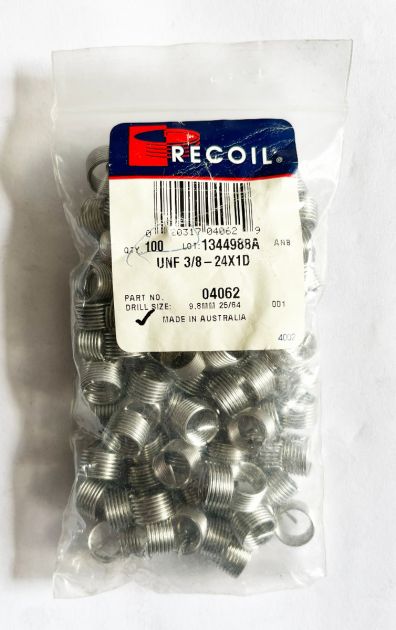 RECOIL®
0 20317 04062 9
QTY. 100 LOT: 1344988A ANB
UNF 3/8-24X1D
PART NO. 04062
DRILL SIZE: 9.8MM 25/64 001
MADE IN AUSTRALIA
4002